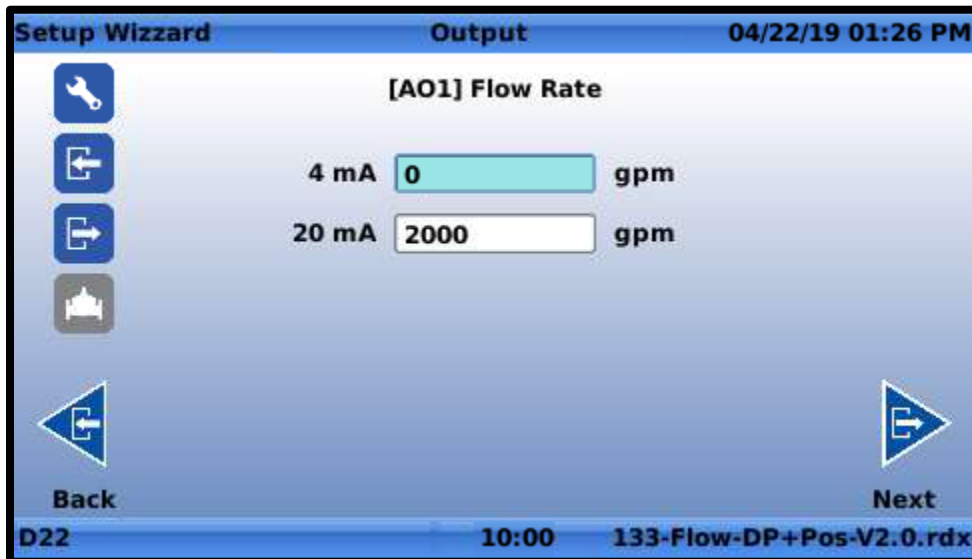 Setup Wizzard Output 04/22/19 01:26 PM
[AO1] Flow Rate
4 mA 0 gpm
20 mA 2000 gpm
Back Next
D22 10:00 133-Flow-DP+Pos-V2.0.rdx